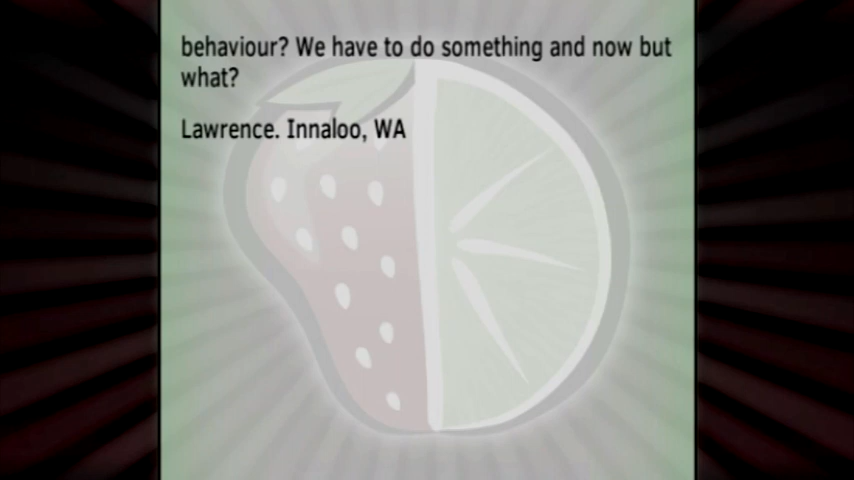 behaviour? We have to do something and now but
what?
Lawrence. Innaloo, WA